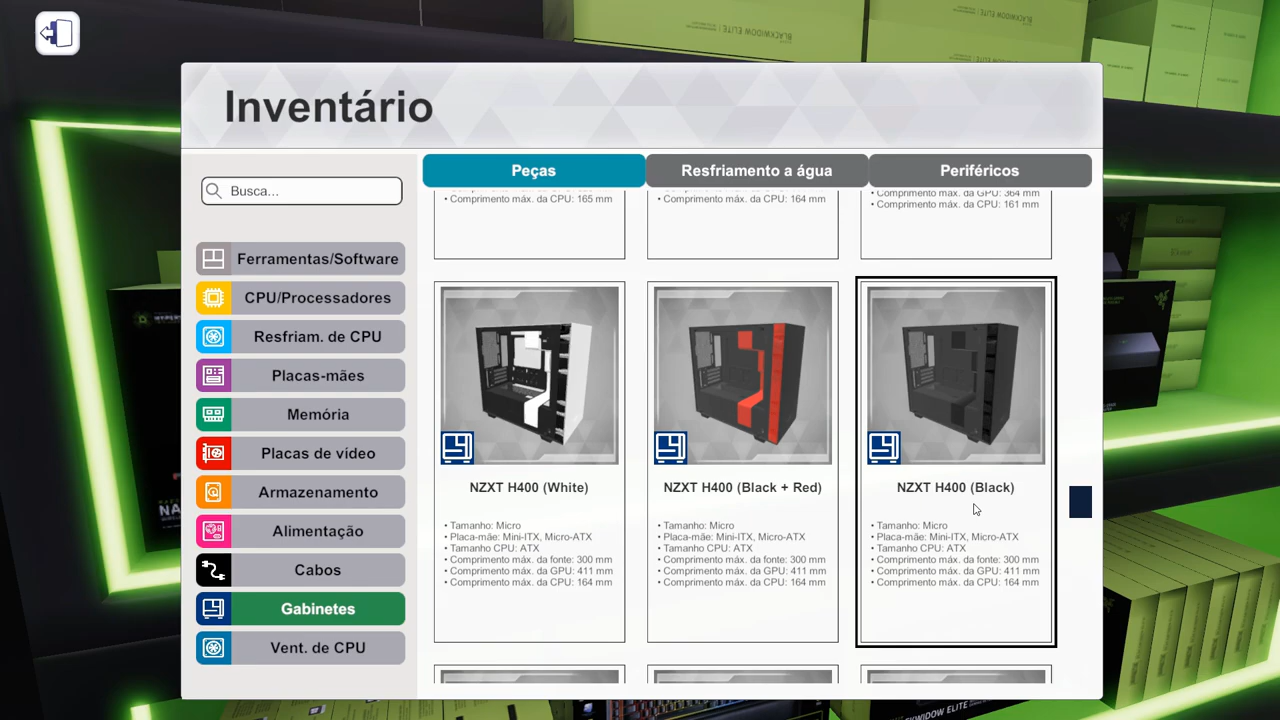 Inventário
Busca...
Peças
Resfriamento a água
Periféricos
Ferramentas/Software
CPU/Processadores
Resfriam. de CPU
Placas-mães
Memória
Placas de vídeo
Armazenamento
Alimentação
Cabos
Gabinetes
Vent. de CPU
• Comprimento máx. da CPU: 165 mm
• Comprimento máx. da CPU: 164 mm
• Comprimento máx. da GPU: 364 mm
• Comprimento máx. da CPU: 161 mm
NZXT H400 (White)
• Tamanho: Micro
• Placa-mãe: Mini-ITX, Micro-ATX
• Tamanho CPU: ATX
• Comprimento máx. da fonte: 300 mm
• Comprimento máx. da GPU: 411 mm
• Comprimento máx. da CPU: 164 mm
NZXT H400 (Black + Red)
• Tamanho: Micro
• Placa-mãe: Mini-ITX, Micro-ATX
• Tamanho CPU: ATX
• Comprimento máx. da fonte: 300 mm
• Comprimento máx. da GPU: 411 mm
• Comprimento máx. da CPU: 164 mm
NZXT H400 (Black)
• Tamanho: Micro
• Placa-mãe: Mini-ITX, Micro-ATX
• Tamanho CPU: ATX
• Comprimento máx. da fonte: 300 mm
• Comprimento máx. da GPU: 411 mm
• Comprimento máx. da CPU: 164 mm
BLACKWIDOW ELITE
BLACKWIDOW ELITE